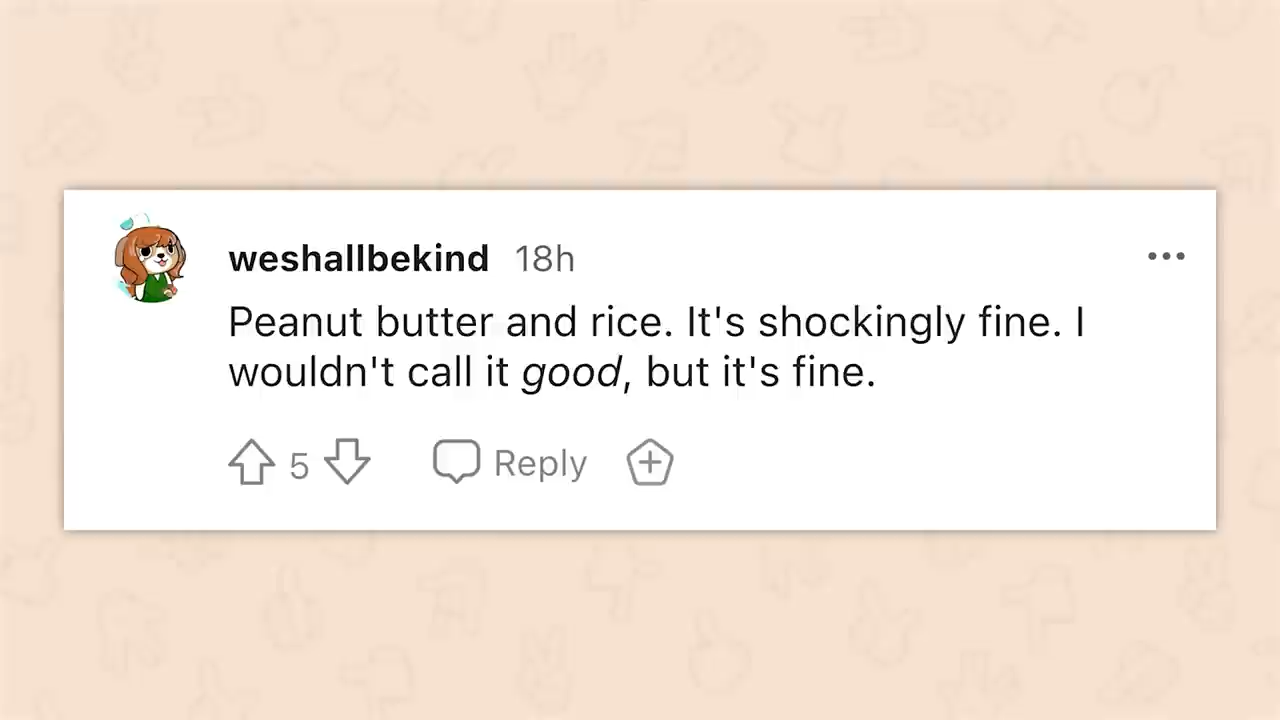 weshallbekind 18h
Peanut butter and rice. It's shockingly fine. I
wouldn't call it good, but it's fine.
5 Reply